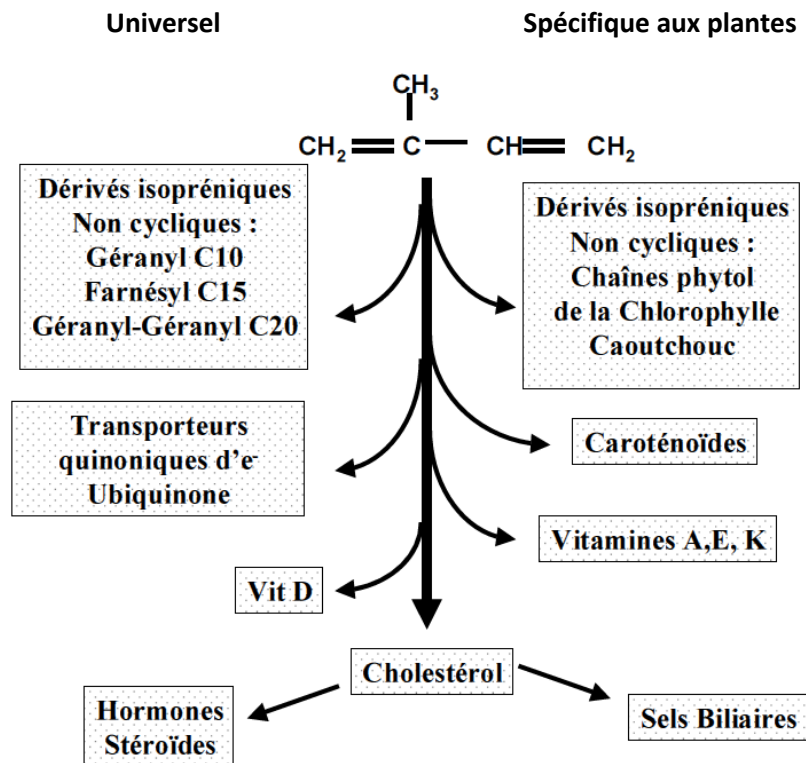 Universel
Spécifique aux plantes
CH3
CH2 C CH CH2
Dérivés isopréniques
Non cycliques :
Géranyl C10
Farnésyl C15
Géranyl-Géranyl C20
Dérivés isopréniques
Non cycliques :
Chaînes phytol
de la Chlorophylle
Caoutchouc
Transporteurs
quinoniques d'e-
Ubiquinone
Caroténoïdes
Vitamines A,E, K
Vit D
Cholestérol
Hormones
Stéroïdes
Sels Biliaires